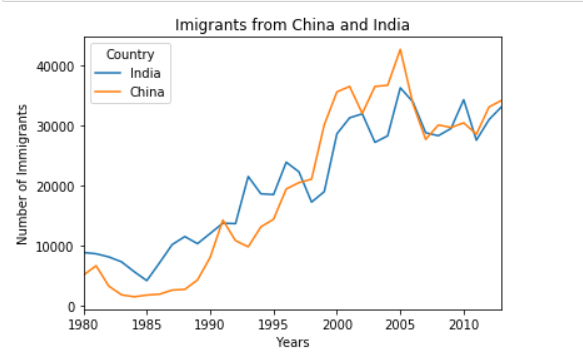 Imigrants from China and India
Country
India
China
Number of Immigrants
40000
30000
20000
10000
0
1980 1985 1990 1995 2000 2005 2010
Years